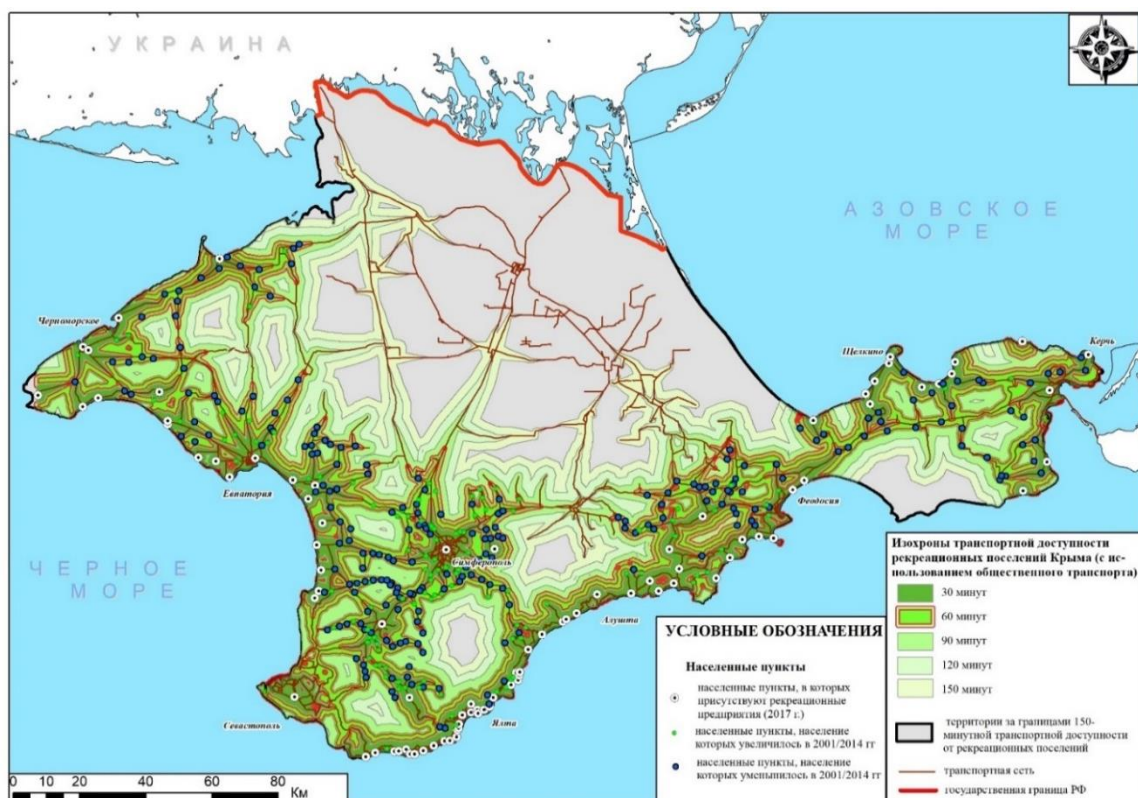 УКРАИНА
АЗОВСКОЕ
МОРЕ
Черноморское
Щелкино
Керчь
Евпатория
Феодосия
ЧЕРНОЕ
МОРЕ
Симферополь
Алушта
Севастополь
Ялта
УСЛОВНЫЕ ОБОЗНАЧЕНИЯ
Населенные пункты
населенные пункты, в которых
присутствуют рекреационные
предприятия (2017 г.)
населенные пункты, население
которых увеличилось в 2001/2014 гг
населенные пункты, население
которых уменьшилось в 2001/2014 гг
Изохроны транспортной доступности
рекреационных поселений Крыма (с ис-
пользованием общественного транспорта)
30 минут
60 минут
90 минут
120 минут
150 минут
территории за границами 150-
минутной транспортной доступности
от рекреационных поселений
транспортная сеть
государственная граница РФ
0 10 20 40 60 80
Км